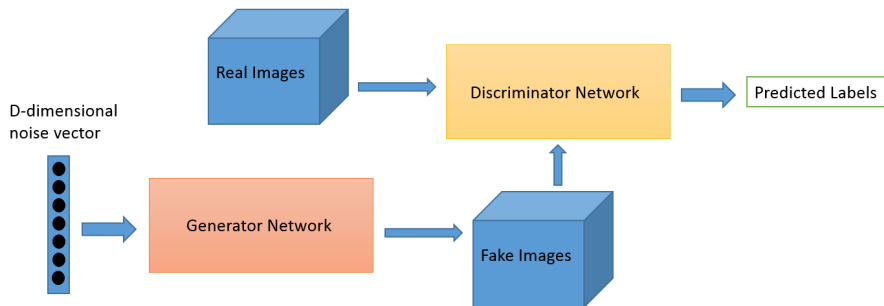 Real Images
Discriminator Network
Predicted Labels
D-dimensional
noise vector
Generator Network
Fake Images